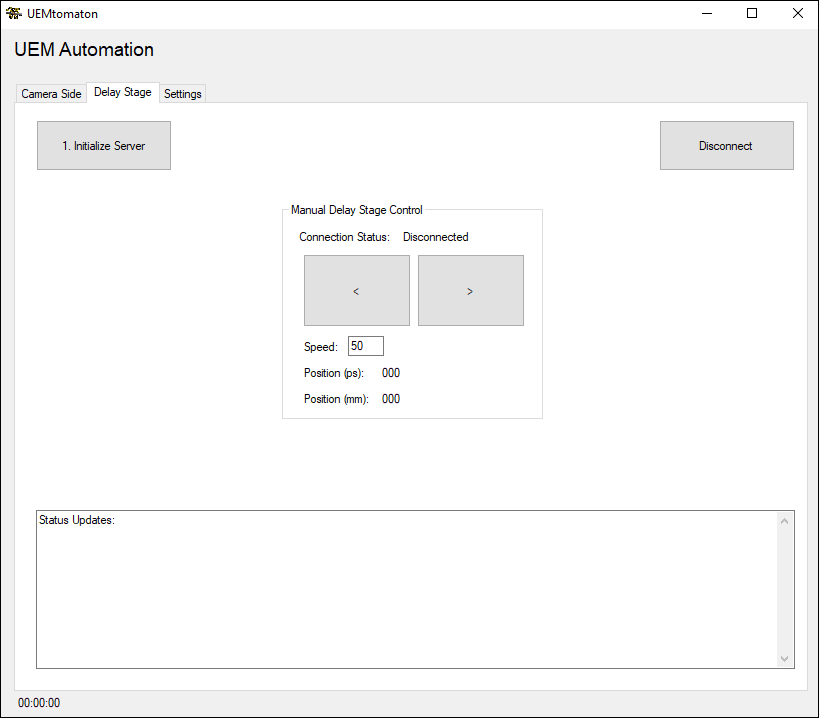 UEMtomaton
UEM Automation
Camera Side Delay Stage Settings
1. Initialize Server Disconnect
Manual Delay Stage Control
Connection Status: Disconnected
< >
Speed: 50
Position (ps): 000
Position (mm): 000
Status Updates:
00:00:00